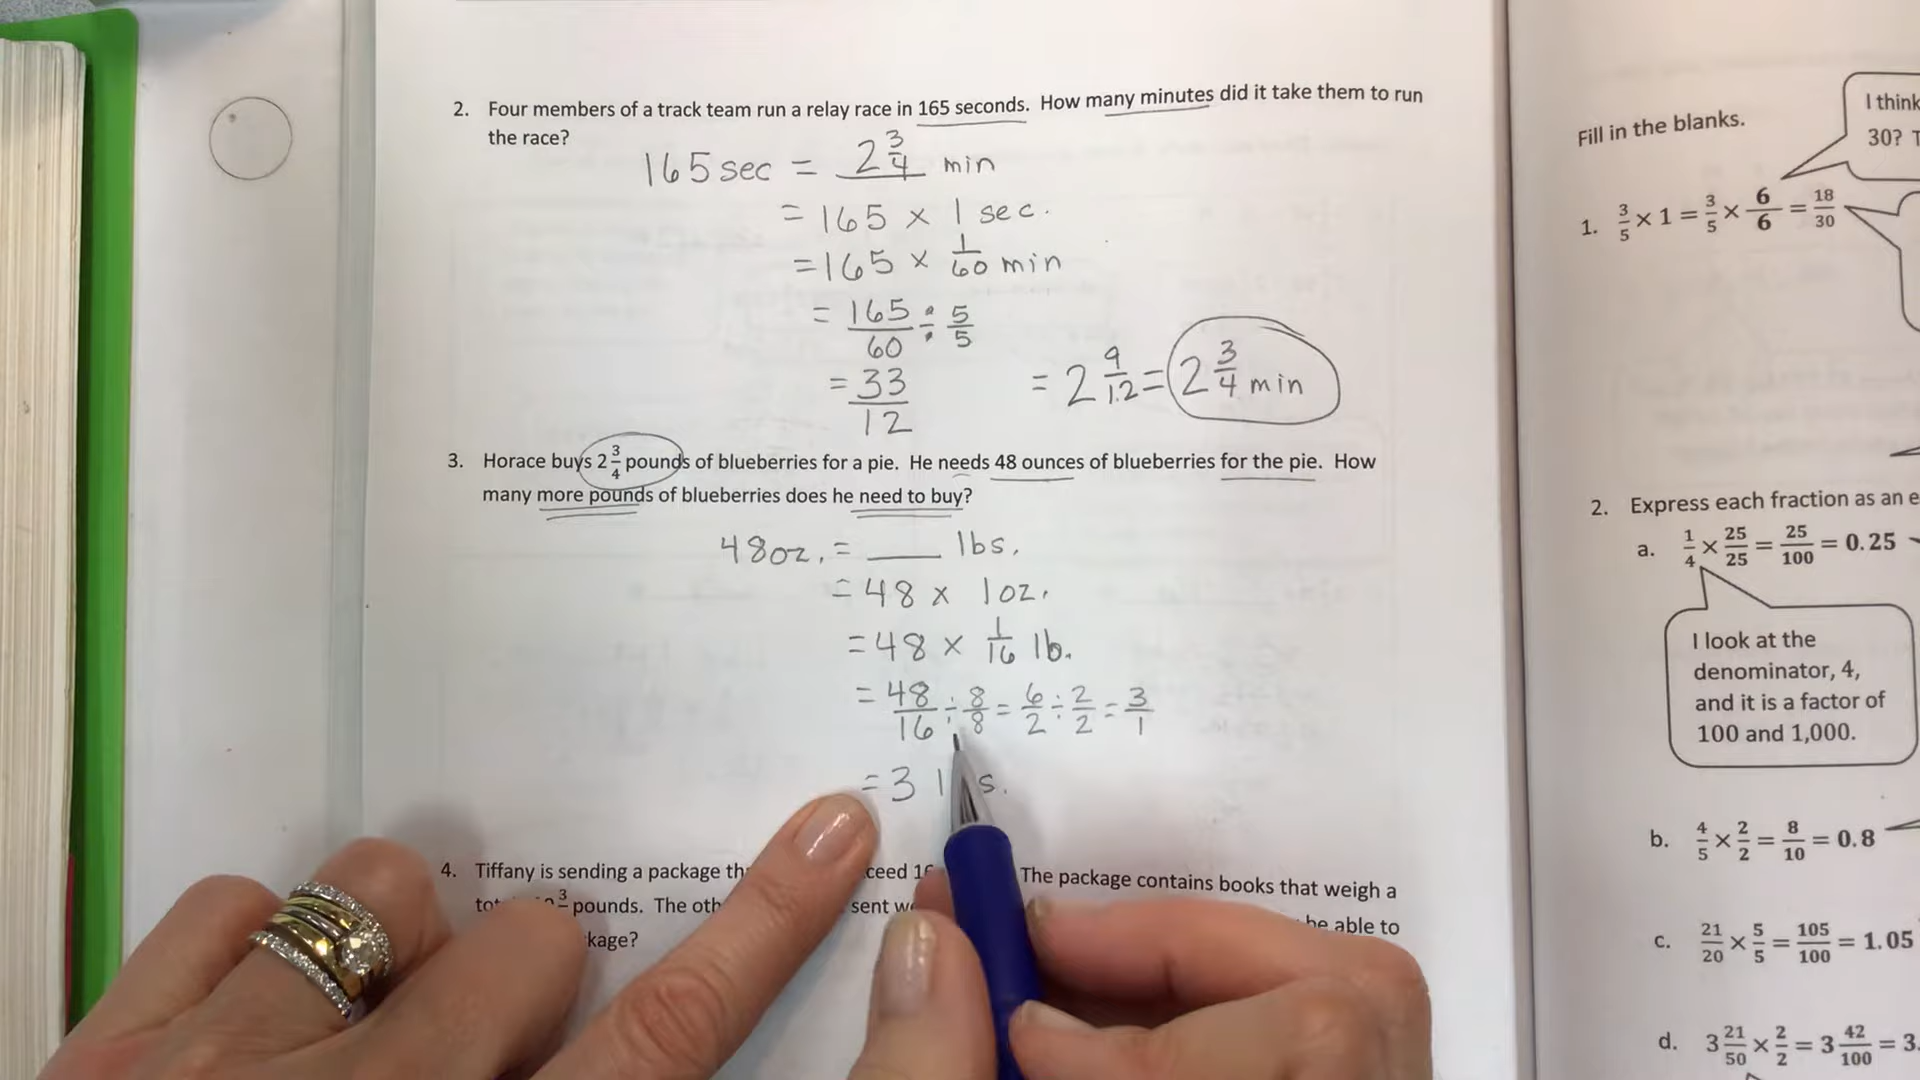 2. Four members of a track team run a relay race in 165 seconds. How many minutes did it take them to run
the race?
165 sec = 2 3/4 min
= 165 × 1 sec.
= 165 × 1/60 min
= 165/60 ÷ 5/5
= 33/12 = 2 9/12 = 2 3/4 min
3. Horace buys 2 3/4 pounds of blueberries for a pie. He needs 48 ounces of blueberries for the pie. How
many more pounds of blueberries does he need to buy?
48oz. = ___ lbs.
= 48 × 1oz.
= 48 × 1/16 lb.
= 48/16 ÷ 8/8 = 6/2 ÷ 2/2 = 3/1
= 3 l s.
4. Tiffany is sending a package The package contains books that weigh a
pounds. The
be able to
I think
30?
Fill in the blanks.
1. 3/5 × 1 = 3/5 × 6/6 = 18/30
2. Express each fraction as an
a. 1/4 × 25/25 = 25/100 = 0.25
I look at the
denominator, 4,
and it is a factor of
100 and 1,000.
b. 4/5 × 2/2 = 8/10 = 0.8
c. 21/20 × 5/5 = 105/100 = 1.05
d. 3 21/50 × 2/2 = 3 42/100 = 3.